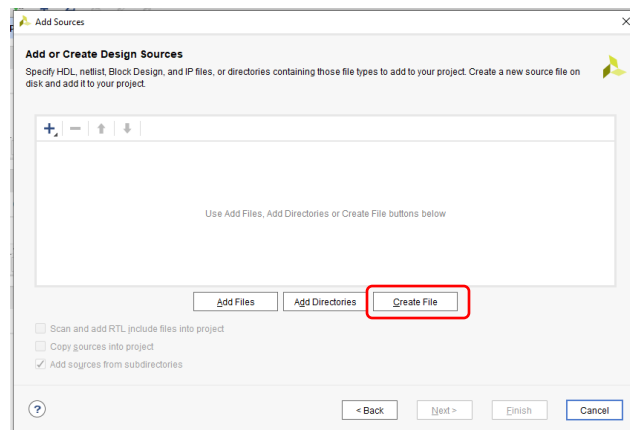 Add Sources
Add or Create Design Sources
Specify HDL, netlist, Block Design, and IP files, or directories containing those file types to add to your project. Create a new source file on
disk and add it to your project.
Use Add Files, Add Directories or Create File buttons below
Add Files
Add Directories
Create File
Scan and add RTL include files into project
Copy sources into project
Add sources from subdirectories
?
< Back
Next >
Finish
Cancel